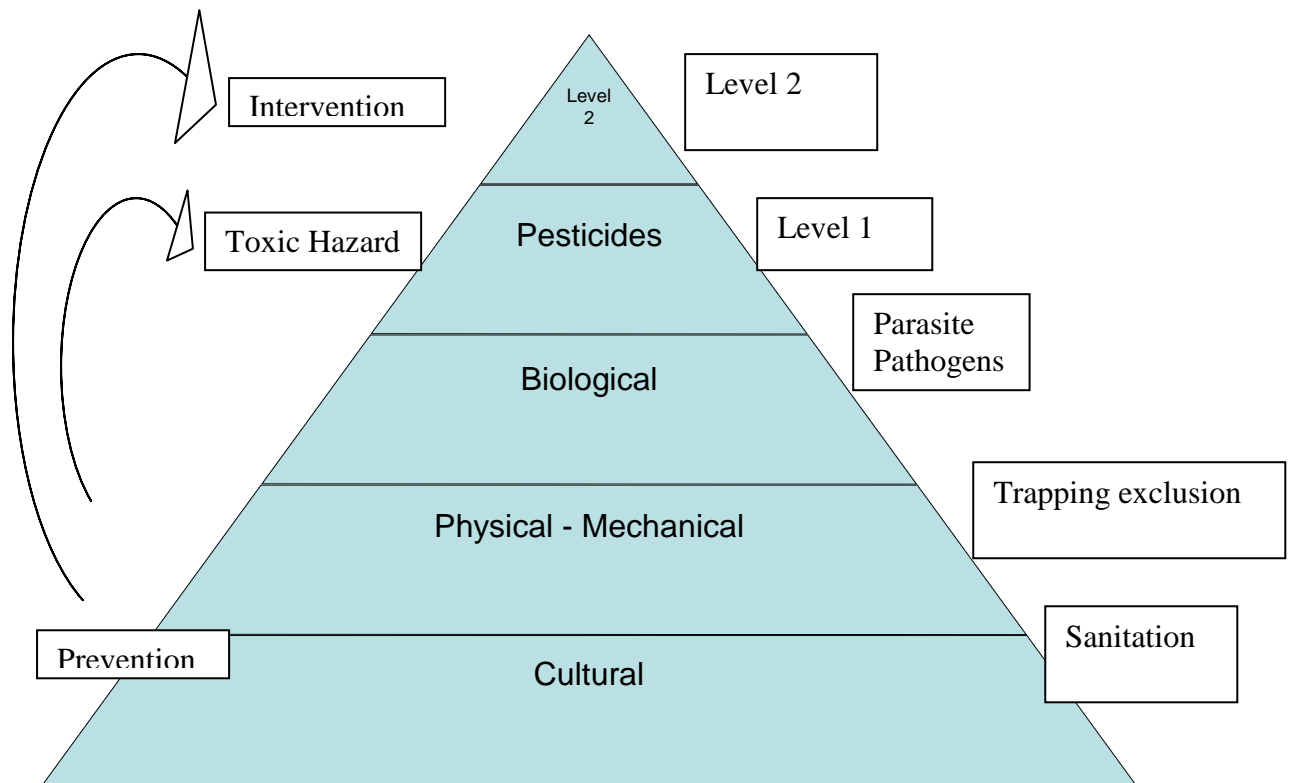 Level
2
Level 2
Intervention
Pesticides
Level 1
Toxic Hazard
Parasite
Pathogens
Biological
Trapping exclusion
Physical - Mechanical
Sanitation
Prevention
Cultural